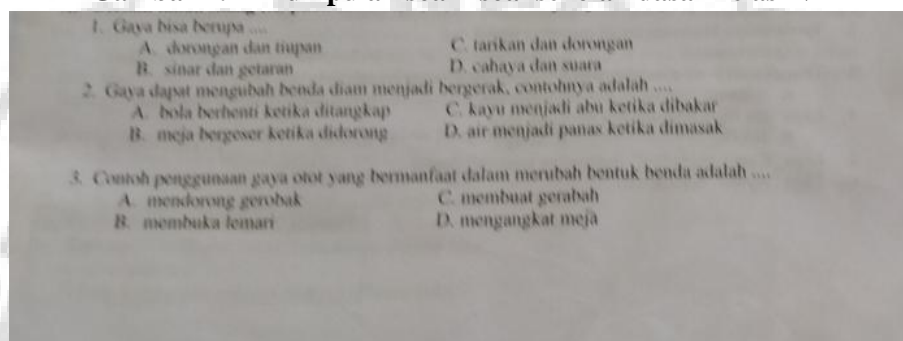 1. Gaya bisa berupa ....
A. dorongan dan tiupan C. tarikan dan dorongan
B. sinar dan getaran D. cahaya dan suara
2. Gaya dapat mengubah benda diam menjadi bergerak, contohnya adalah ....
A. bola berhenti ketika ditangkap C. kayu menjadi abu ketika dibakar
B. meja bergeser ketika didorong D. air menjadi panas ketika dimasak
3. Contoh penggunaan gaya otot yang bermanfaat dalam merubah bentuk benda adalah ....
A. mendorong gerobak C. membuat gerabah
B. membuka lemari D. mengangkat meja